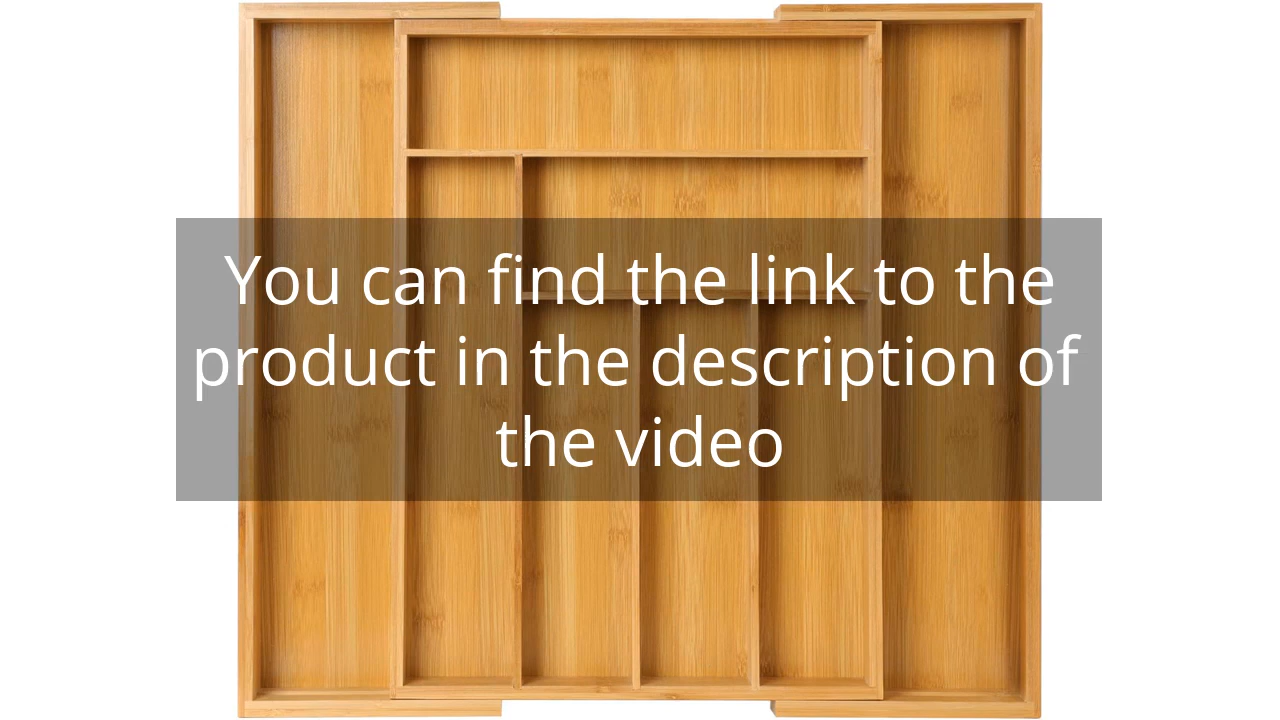 You can find the link to the
product in the description of
the video